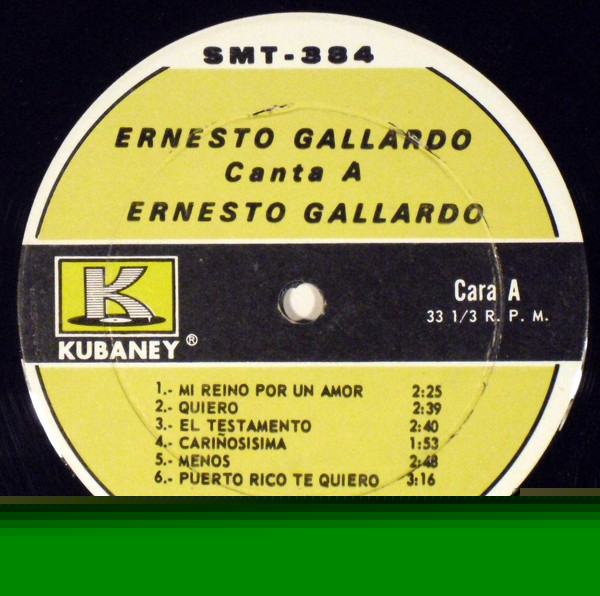 SMT-384
ERNESTO GALLARDO
Canta A
ERNESTO GALLARDO
K
KUBANEY ®
Cara A
33 1/3 R. P. M.
1.- MI REINO POR UN AMOR 2:25
2.- QUIERO 2:39
3.- EL TESTAMENTO 2:40
4.- CARIÑOSISIMA 1:53
5.- MENOS 2:48
6.- PUERTO RICO TE QUIERO 3:16